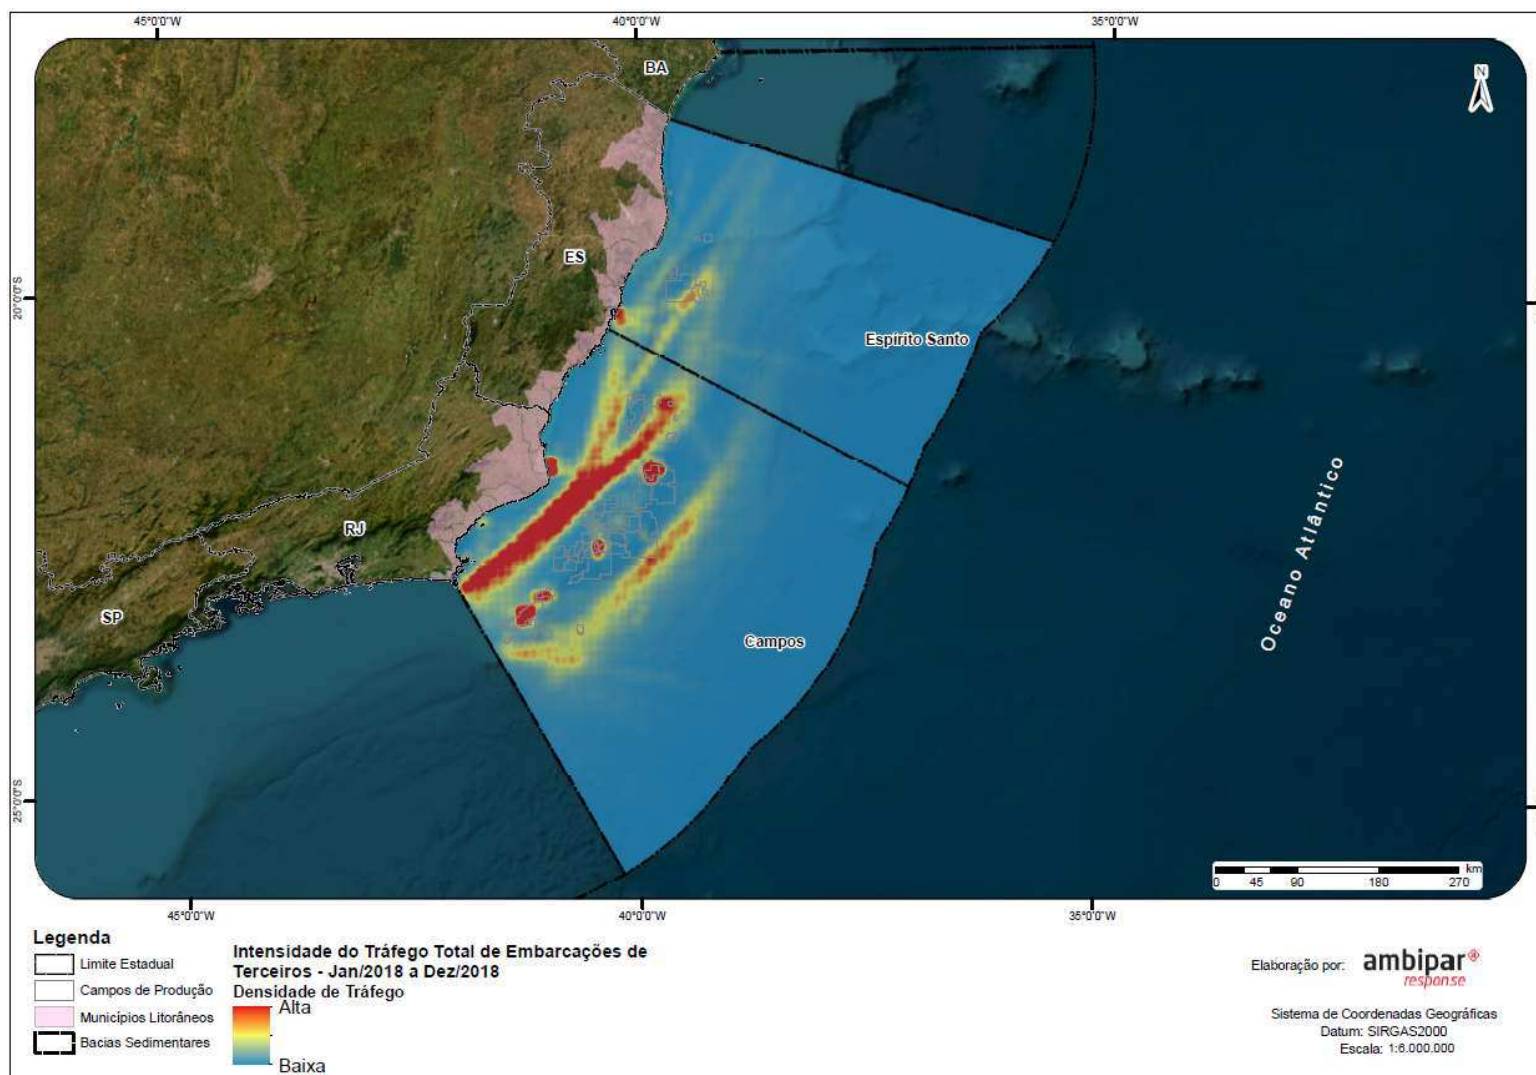 45°0'0"W
40°0'0"W
35°0'0"W
BA
N
ES
20°0'0"S
Espírito Santo
RJ
SP
Campos
Oceano Atlântico
25°0'0"S
km
0 45 90 180 270
45°0'0"W
40°0'0"W
35°0'0"W
Legenda
Limite Estadual
Campos de Produção
Municípios Litorâneos
Bacias Sedimentares
Intensidade do Tráfego Total de Embarcações de
Terceiros - Jan/2018 a Dez/2018
Densidade de Tráfego
Alta
Baixa
Elaboração por:
ambipar
response
Sistema de Coordenadas Geográficas
Datum: SIRGAS2000
Escala: 1:6.000.000